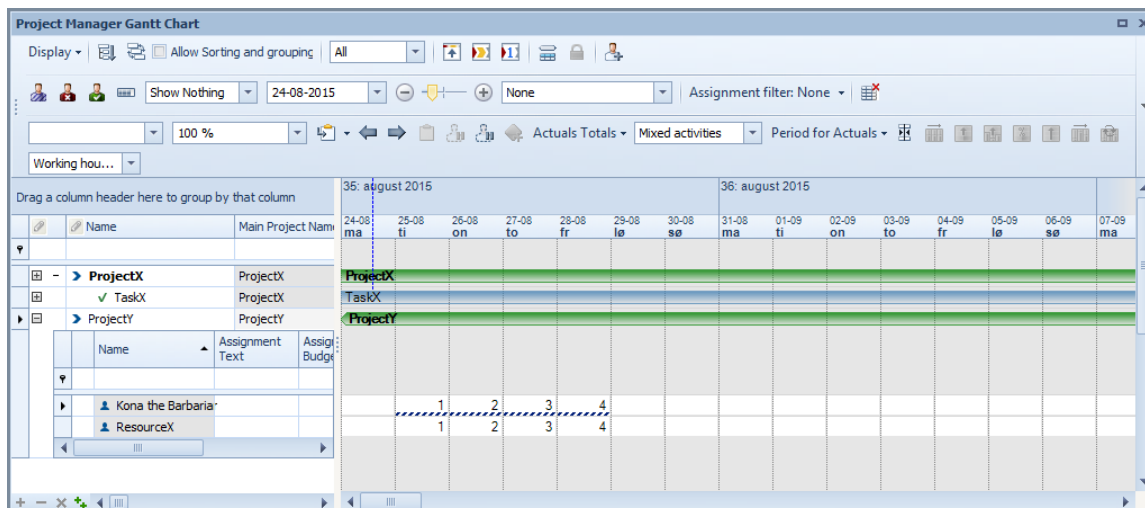 Project Manager Gantt Chart
Display Allow Sorting and grouping All
Show Nothing 24-08-2015 None Assignment filter: None
100 % Actuals Totals Mixed activities Period for Actuals
Working hou...
Drag a column header here to group by that column 35: august 2015 36: august 2015
Name Main Project Nam 24-08 25-08 26-08 27-08 28-08 29-08 30-08 31-08 01-09 02-09 03-09 04-09 05-09 06-09 07-09
ma ti on to fr lø sø ma ti on to fr lø sø ma
ProjectX ProjectX ProjectX
TaskX ProjectX TaskX
ProjectY ProjectY ProjectY
Name Assignment Text Assig Budge
Kona the Barbaria 1 2 3 4
ResourceX 1 2 3 4